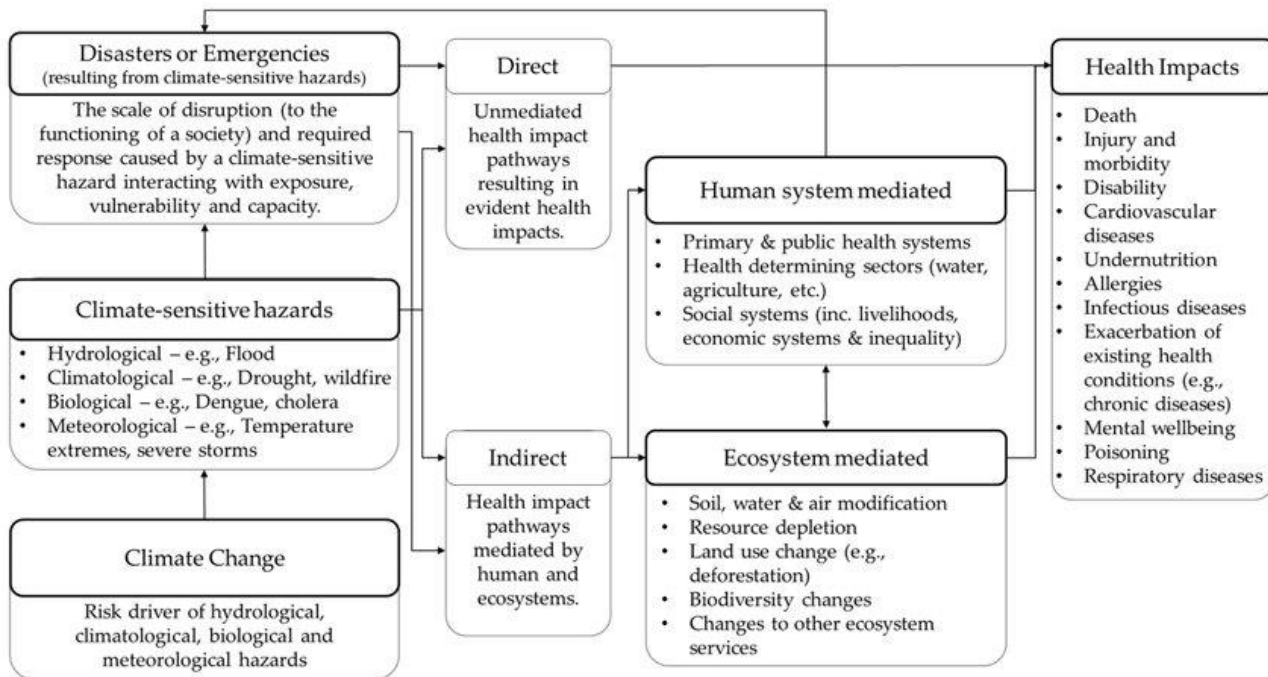 Disasters or Emergencies
(resulting from climate-sensitive hazards)
The scale of disruption (to the
functioning of a society) and required
response caused by a climate-sensitive
hazard interacting with exposure,
vulnerability and capacity.
Climate-sensitive hazards
• Hydrological – e.g., Flood
• Climatological – e.g., Drought, wildfire
• Biological – e.g., Dengue, cholera
• Meteorological – e.g., Temperature
extremes, severe storms
Climate Change
Risk driver of hydrological,
climatological, biological and
meteorological hazards
Direct
Unmediated
health impact
pathways
resulting in
evident health
impacts.
Indirect
Health impact
pathways
mediated by
human and
ecosystems.
Human system mediated
• Primary & public health systems
• Health determining sectors (water,
agriculture, etc.)
• Social systems (inc. livelihoods,
economic systems & inequality)
Ecosystem mediated
• Soil, water & air modification
• Resource depletion
• Land use change (e.g.,
deforestation)
• Biodiversity changes
• Changes to other ecosystem
services
Health Impacts
• Death
• Injury and
morbidity
• Disability
• Cardiovascular
diseases
• Undernutrition
• Allergies
• Infectious diseases
• Exacerbation of
existing health
conditions (e.g.,
chronic diseases)
• Mental wellbeing
• Poisoning
• Respiratory diseases